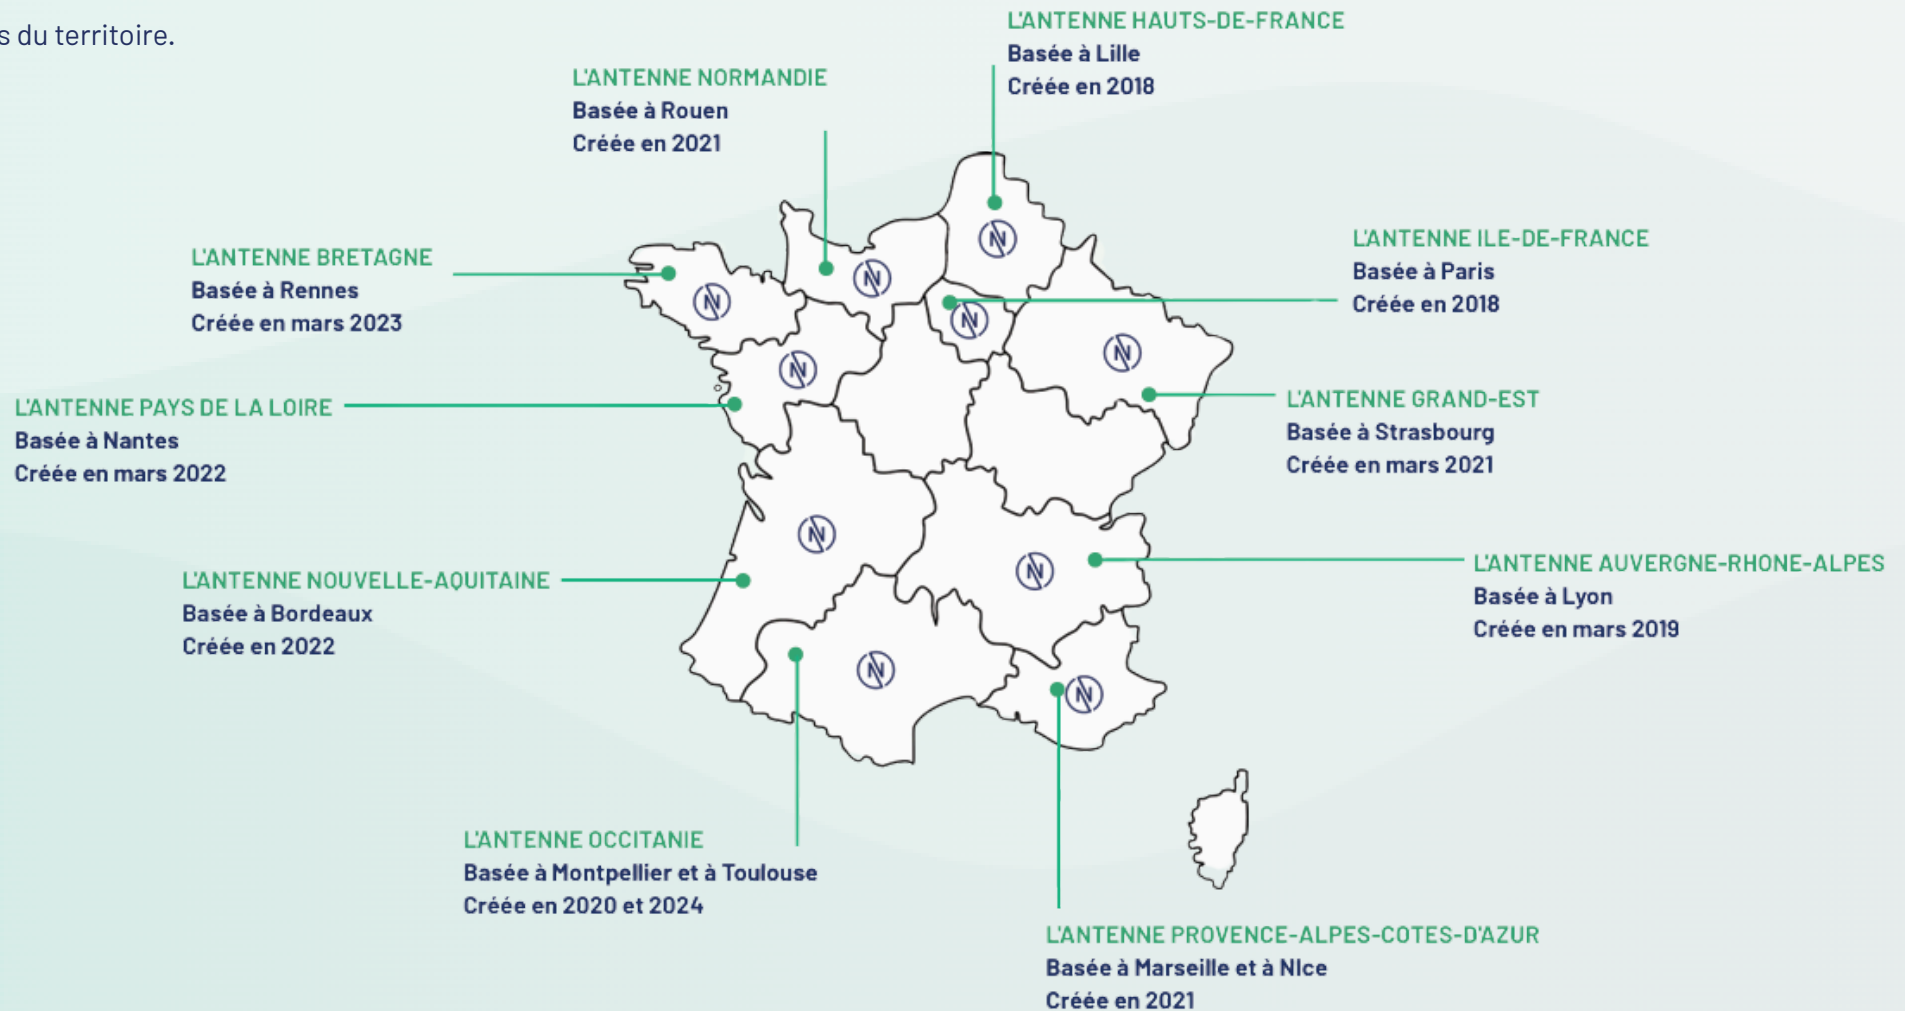 s du territoire.
L'ANTENNE HAUTS-DE-FRANCE
Basée à Lille
Créée en 2018
L'ANTENNE NORMANDIE
Basée à Rouen
Créée en 2021
L'ANTENNE BRETAGNE
Basée à Rennes
Créée en mars 2023
L'ANTENNE ILE-DE-FRANCE
Basée à Paris
Créée en 2018
L'ANTENNE PAYS DE LA LOIRE
Basée à Nantes
Créée en mars 2022
L'ANTENNE GRAND-EST
Basée à Strasbourg
Créée en mars 2021
L'ANTENNE NOUVELLE-AQUITAINE
Basée à Bordeaux
Créée en 2022
L'ANTENNE AUVERGNE-RHONE-ALPES
Basée à Lyon
Créée en mars 2019
L'ANTENNE OCCITANIE
Basée à Montpellier et à Toulouse
Créée en 2020 et 2024
L'ANTENNE PROVENCE-ALPES-COTES-D'AZUR
Basée à Marseille et à NIce
Créée en 2021
N
N
N
N
N
N
N
N
N
N